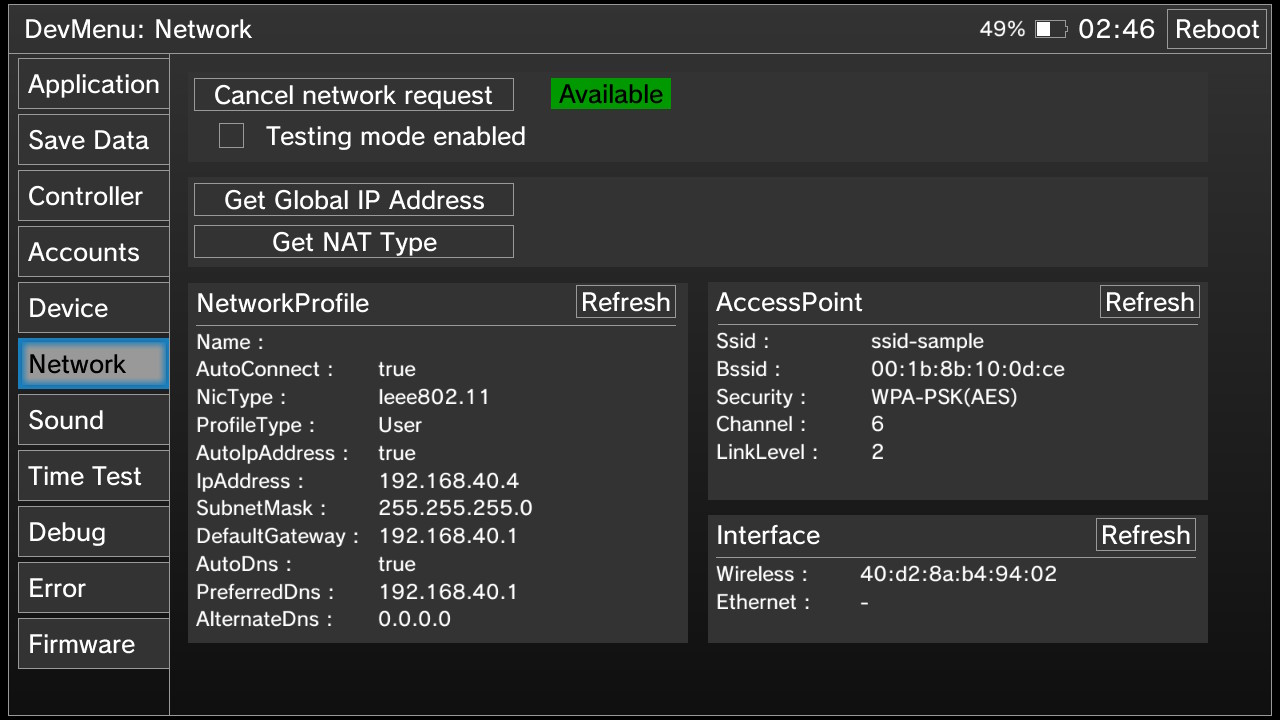 DevMenu: Network
49% 02:46 Reboot
Application
Save Data
Controller
Accounts
Device
Network
Sound
Time Test
Debug
Error
Firmware
Cancel network request Available
Testing mode enabled
Get Global IP Address
Get NAT Type
NetworkProfile Refresh
Name :
AutoConnect : true
NicType : Ieee802.11
ProfileType : User
AutoIpAddress : true
IpAddress : 192.168.40.4
SubnetMask : 255.255.255.0
DefaultGateway : 192.168.40.1
AutoDns : true
PreferredDns : 192.168.40.1
AlternateDns : 0.0.0.0
AccessPoint Refresh
Ssid : ssid-sample
Bssid : 00:1b:8b:10:0d:ce
Security : WPA-PSK(AES)
Channel : 6
LinkLevel : 2
Interface Refresh
Wireless : 40:d2:8a:b4:94:02
Ethernet : -